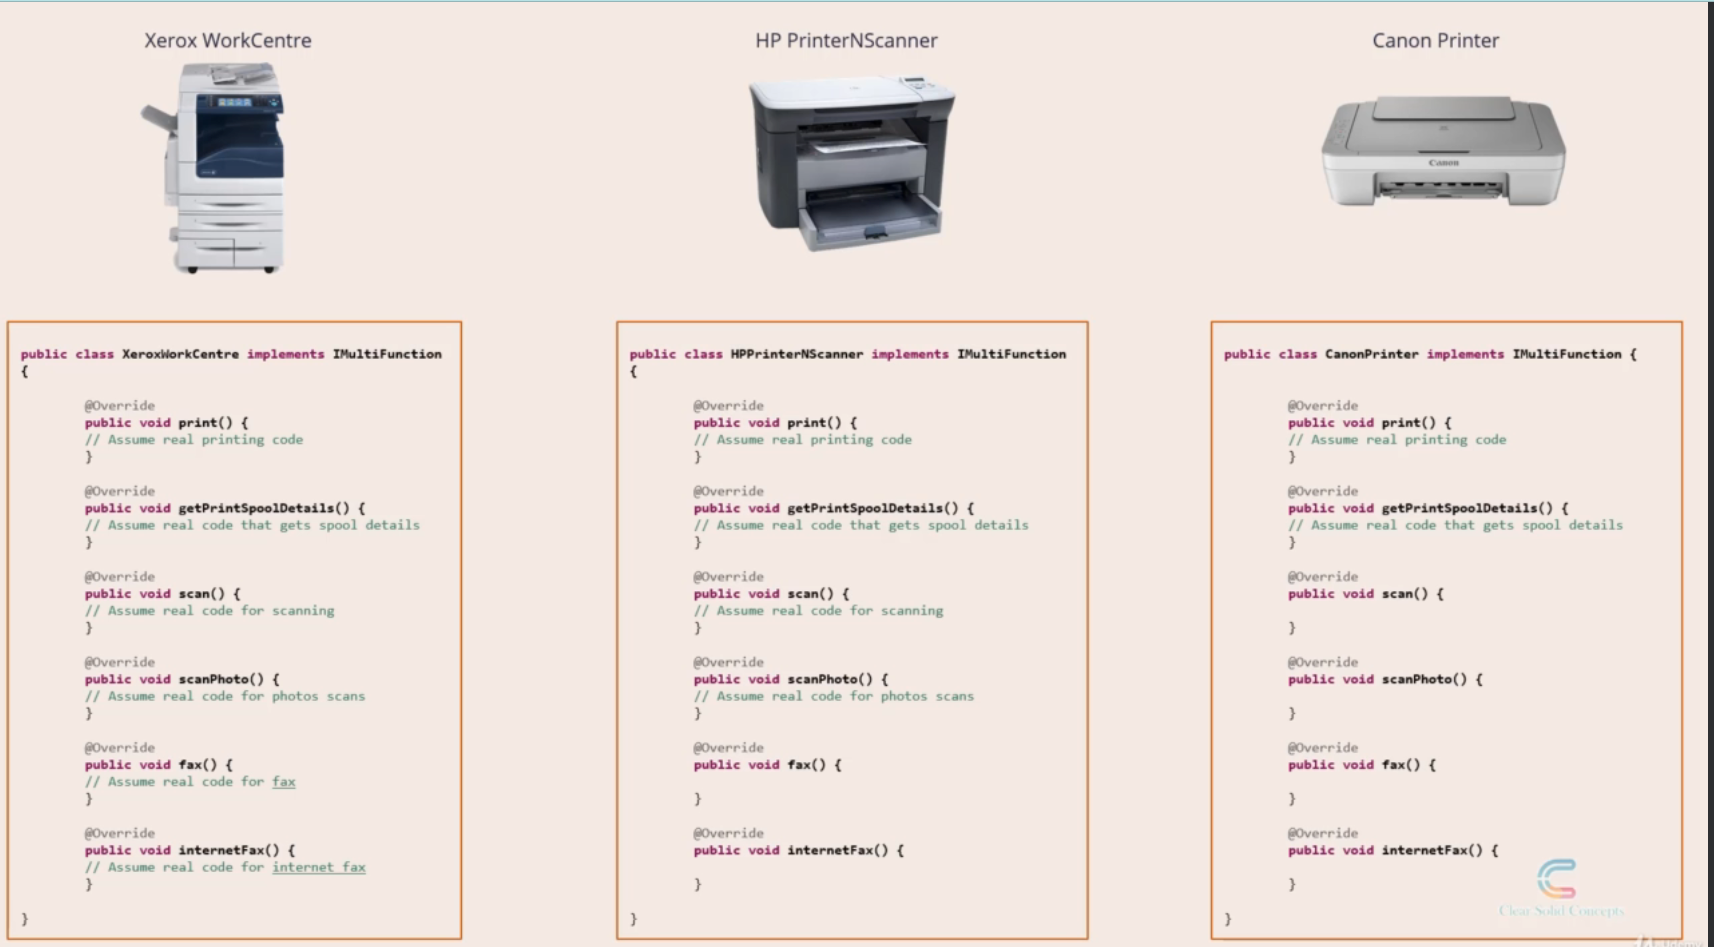 Xerox WorkCentre
HP PrinterNScanner
Canon Printer
Canon
public class XeroxWorkCentre implements IMultiFunction
{
@Override
public void print() {
// Assume real printing code
}
@Override
public void getPrintSpoolDetails() {
// Assume real code that gets spool details
}
@Override
public void scan() {
// Assume real code for scanning
}
@Override
public void scanPhoto() {
// Assume real code for photos scans
}
@Override
public void fax() {
// Assume real code for fax
}
@Override
public void internetFax() {
// Assume real code for internet fax
}
}
public class HPPrinterNScanner implements IMultiFunction
{
@Override
public void print() {
// Assume real printing code
}
@Override
public void getPrintSpoolDetails() {
// Assume real code that gets spool details
}
@Override
public void scan() {
// Assume real code for scanning
}
@Override
public void scanPhoto() {
// Assume real code for photos scans
}
@Override
public void fax() {
}
@Override
public void internetFax() {
}
}
public class CanonPrinter implements IMultiFunction {
@Override
public void print() {
// Assume real printing code
}
@Override
public void getPrintSpoolDetails() {
// Assume real code that gets spool details
}
@Override
public void scan() {
}
@Override
public void scanPhoto() {
}
@Override
public void fax() {
}
@Override
public void internetFax() {
}
}
Clear Solid Concepts
Udemy